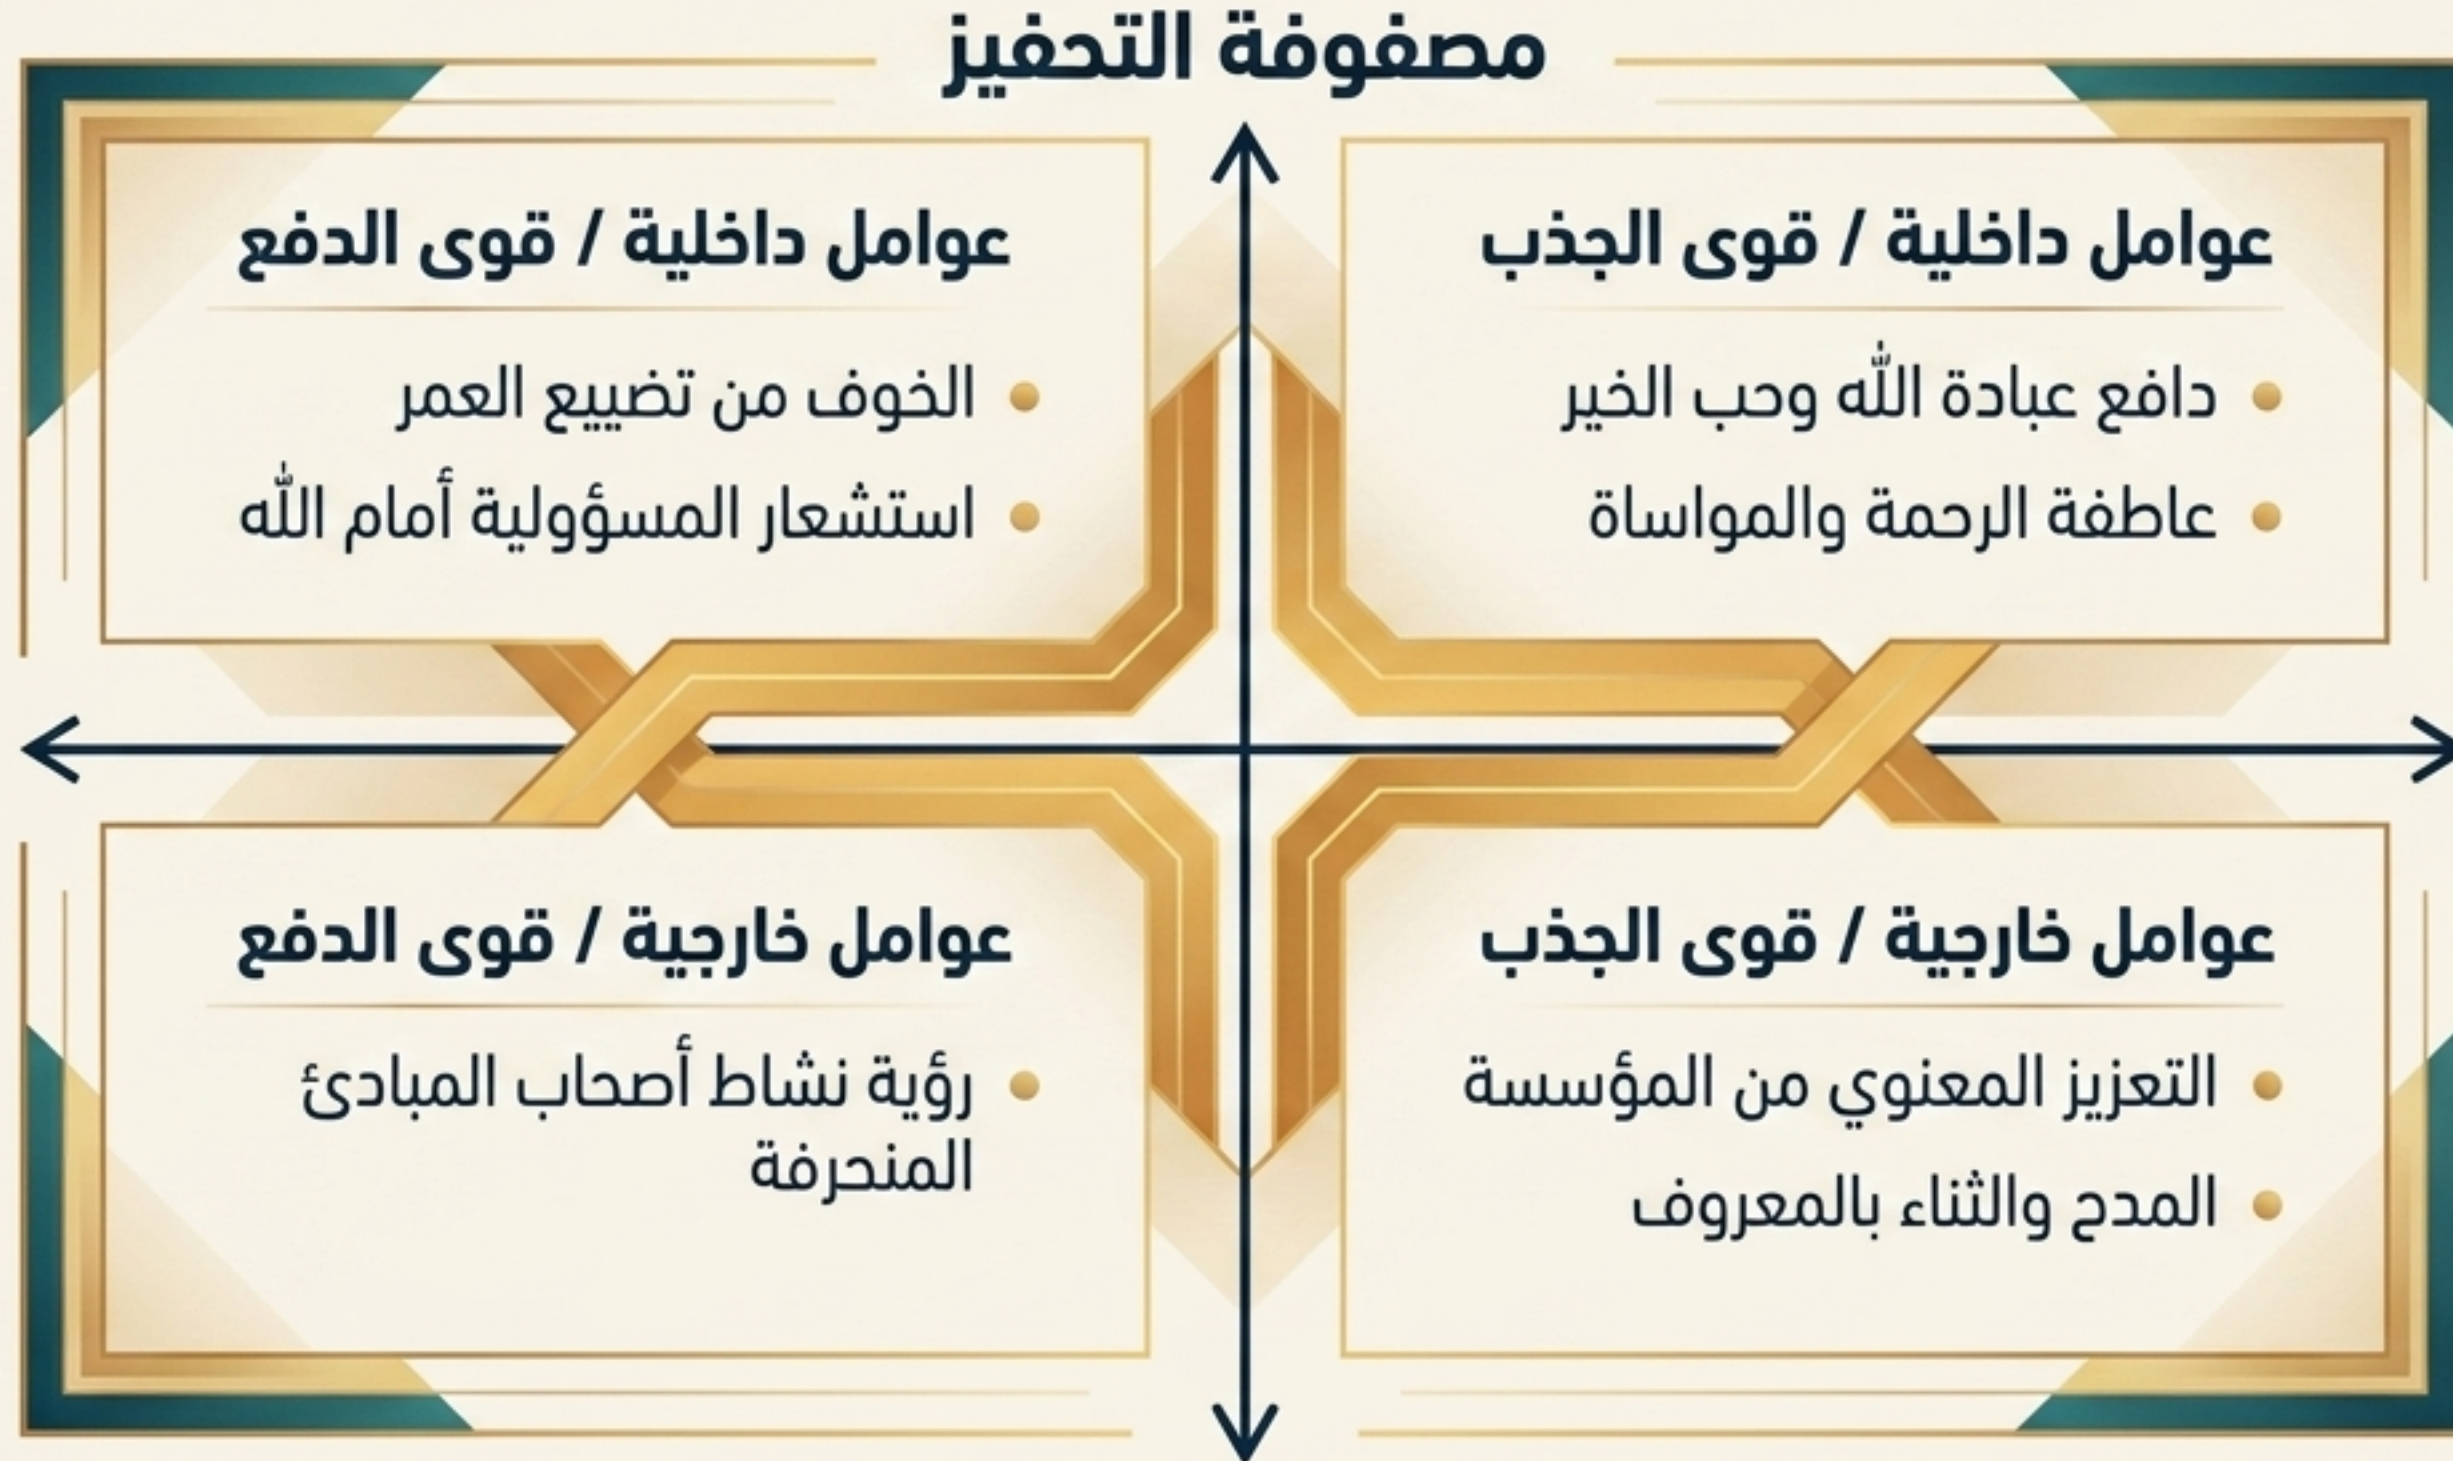 مصفوفة التحفيز
عوامل داخلية / قوى الجذب
دافع عبادة الله وحب الخير
عاطفة الرحمة والمواساة
عوامل داخلية / قوى الدفع
الخوف من تضييع العمر
استشعار المسؤولية أمام الله
عوامل خارجية / قوى الجذب
التعزيز المعنوي من المؤسسة
المدح والثناء بالمعروف
عوامل خارجية / قوى الدفع
رؤية نشاط أصحاب المبادئ
المنحرفة